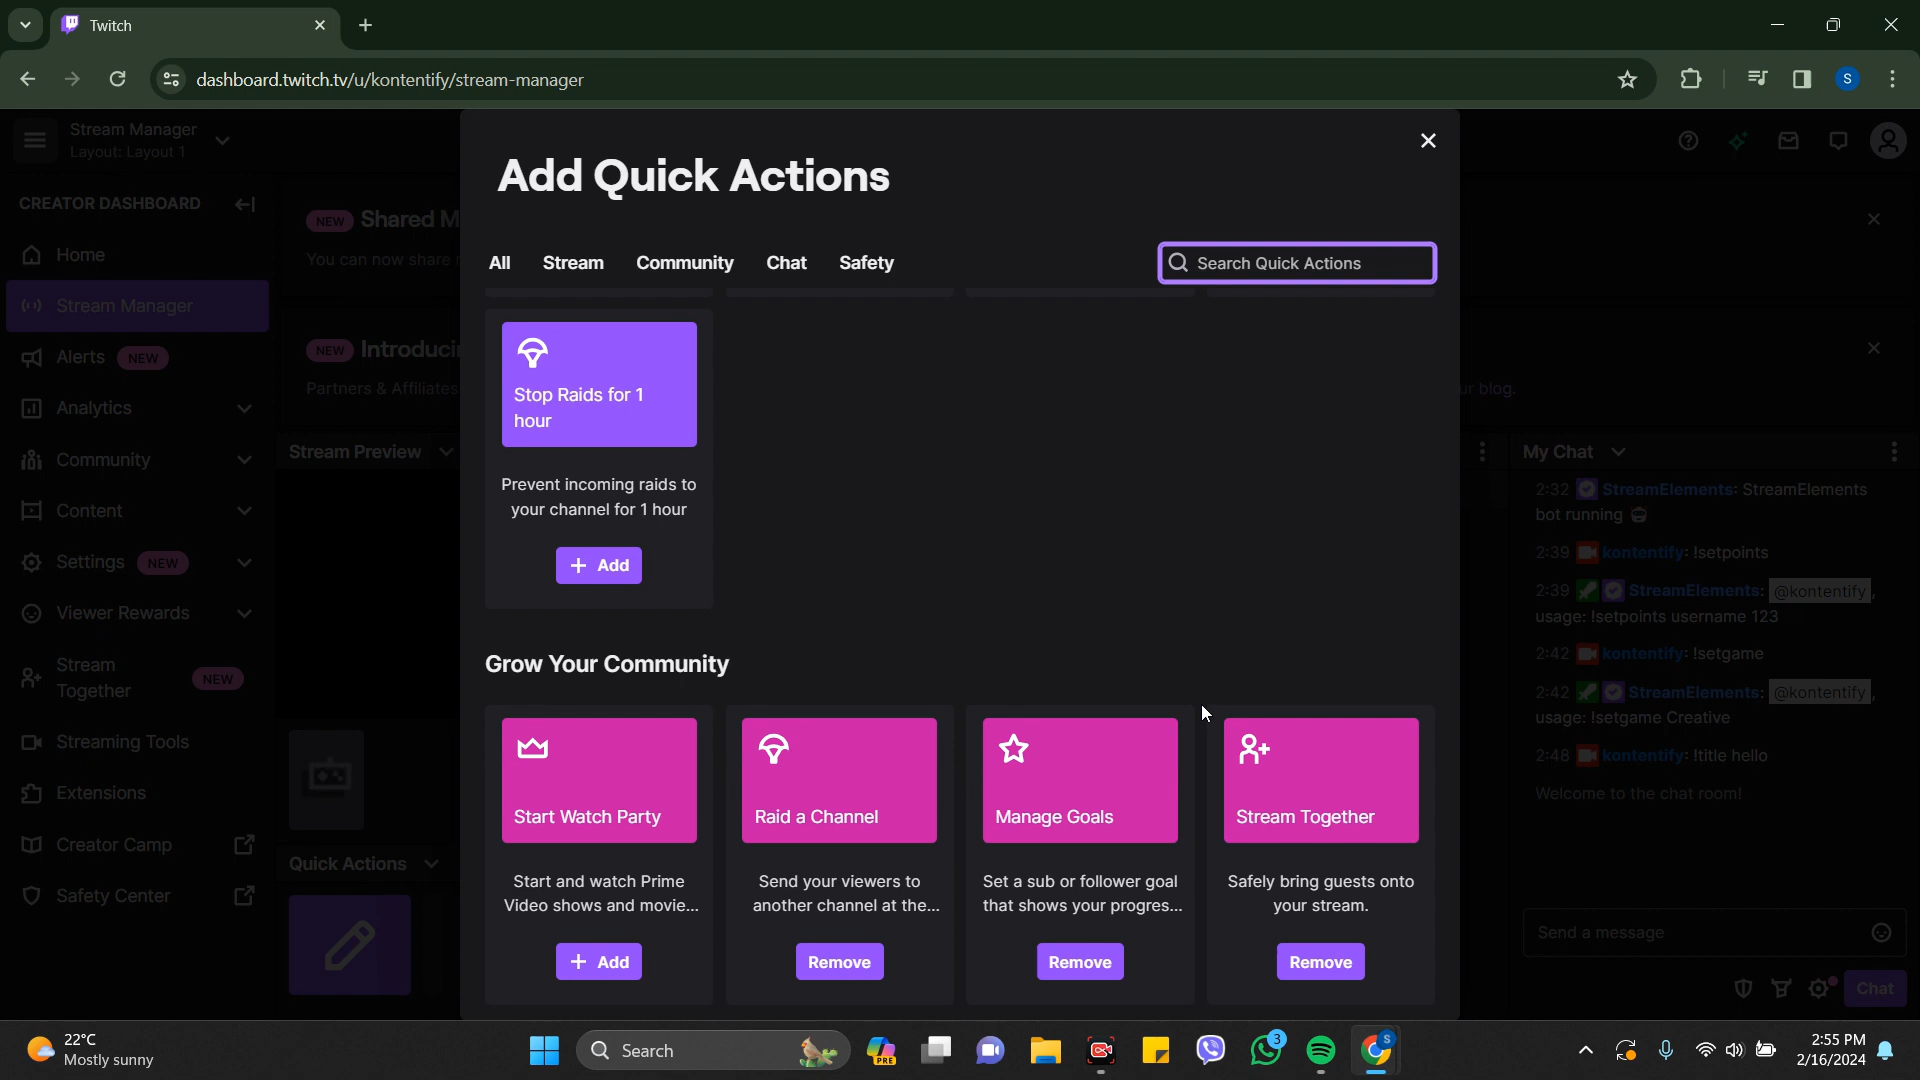 Twitch
dashboard.twitch.tv/u/kontentify/stream-manager
Stream Manager
Layout: Layout 1
CREATOR DASHBOARD
Home
Stream Manager
Alerts NEW
Analytics
Community
Content
Settings NEW
Viewer Rewards
Stream
Together
NEW
Streaming Tools
Extensions
Creator Camp
Safety Center
NEW Shared M
You can now share
NEW Introduci
Partners & Affiliates
Stream Preview
Quick Actions
Add Quick Actions
All Stream Community Chat Safety
Search Quick Actions
Stop Raids for 1
hour
Prevent incoming raids to
your channel for 1 hour
+ Add
Grow Your Community
Start Watch Party
Start and watch Prime
Video shows and movie...
+ Add
Raid a Channel
Send your viewers to
another channel at the...
Remove
Manage Goals
Set a sub or follower goal
that shows your progres...
Remove
Stream Together
Safely bring guests onto
your stream.
Remove
ur blog.
My Chat
2:32 StreamElements: StreamElements
bot running
2:39 kontentify: !setpoints
2:39 StreamElements: @kontentify,
usage: !setpoints username 123
2:42 kontentify: !setgame
2:42 StreamElements: @kontentify,
usage: !setgame Creative
2:48 kontentify: !title hello
Welcome to the chat room!
Send a message
Chat
22°C
Mostly sunny
Search
PRE
3
S
S
2:55 PM
2/16/2024